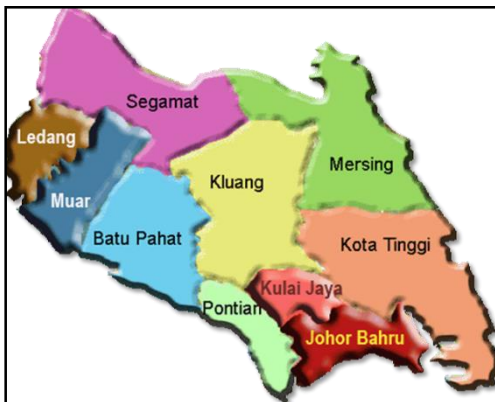 Segamat
Ledang
Mersing
Kluang
Muar
Batu Pahat
Kota Tinggi
Kulai Jaya
Pontian
Johor Bahru